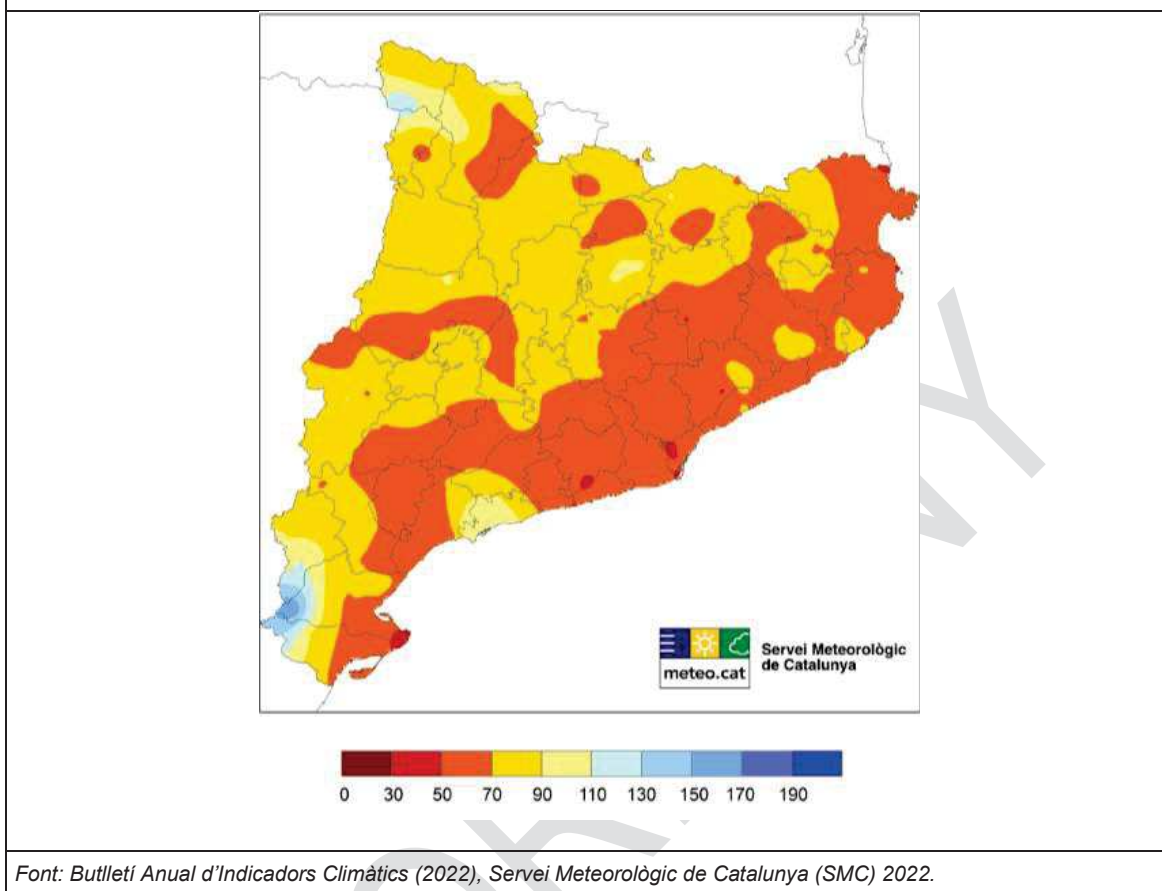 Servei Meteorològic
de Catalunya
meteo.cat
0 30 50 70 90 110 130 150 170 190
Font: Butlletí Anual d'Indicadors Climàtics (2022), Servei Meteorològic de Catalunya (SMC) 2022.